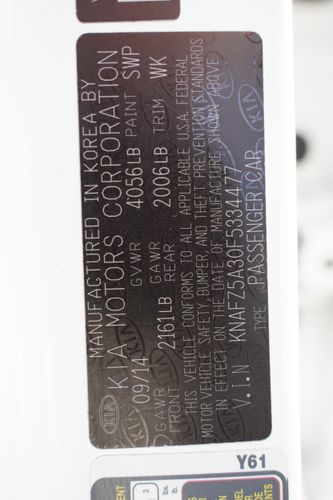 MANUFACTURED IN KOREA BY
KIA MOTORS CORPORATION
09/14 GVWR 4056LB PAINT SWP
GAWR FRONT 2161LB GAWR REAR 2006LB TRIM WK
THIS VEHICLE CONFORMS TO ALL APPLICABLE U.S.A. FEDERAL
MOTOR VEHICLE SAFETY, BUMPER, AND THEFT PREVENTION STANDARDS
IN EFFECT ON THE DATE OF MANUFACTURE SHOWN ABOVE
V.I.N KNAFZ5A30F5334477
TYPE PASSENGER CAR
KIA
Y61